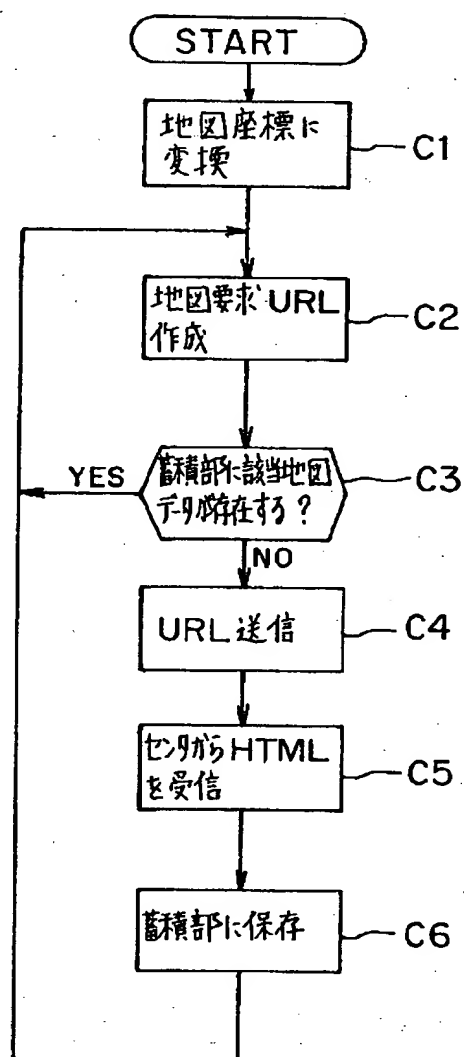 START
地図座標に
変換
C1
地図要求URL
作成
C2
蓄積部に該当地図
データが存在する?
C3
YES
NO
URL送信
C4
センタからHTML
を受信
C5
蓄積部に保存
C6